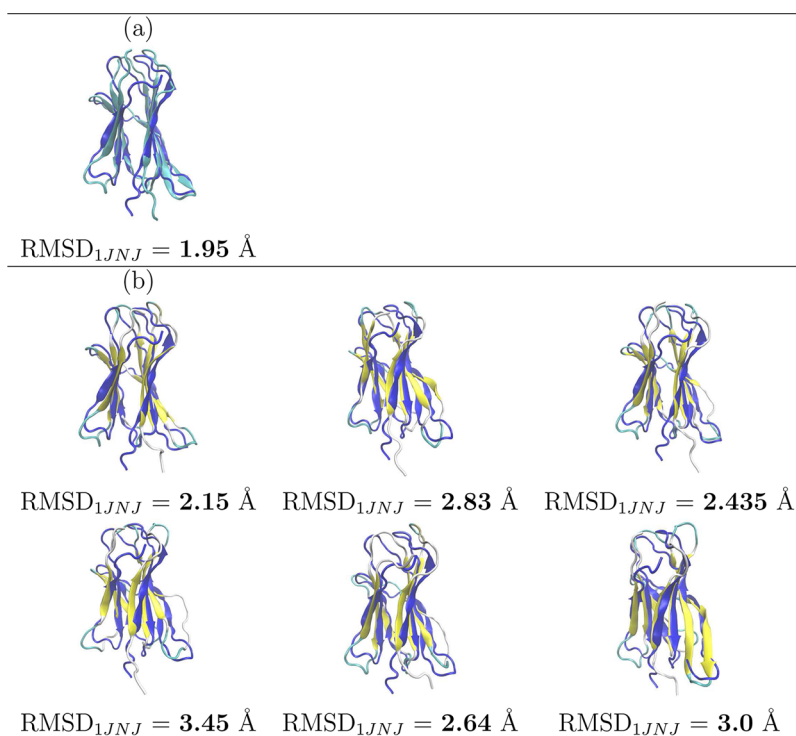 (a)
RMSD₁JNJ = 1.95 Å
(b)
RMSD₁JNJ = 2.15 Å RMSD₁JNJ = 2.83 Å RMSD₁JNJ = 2.435 Å
RMSD₁JNJ = 3.45 Å RMSD₁JNJ = 2.64 Å RMSD₁JNJ = 3.0 Å